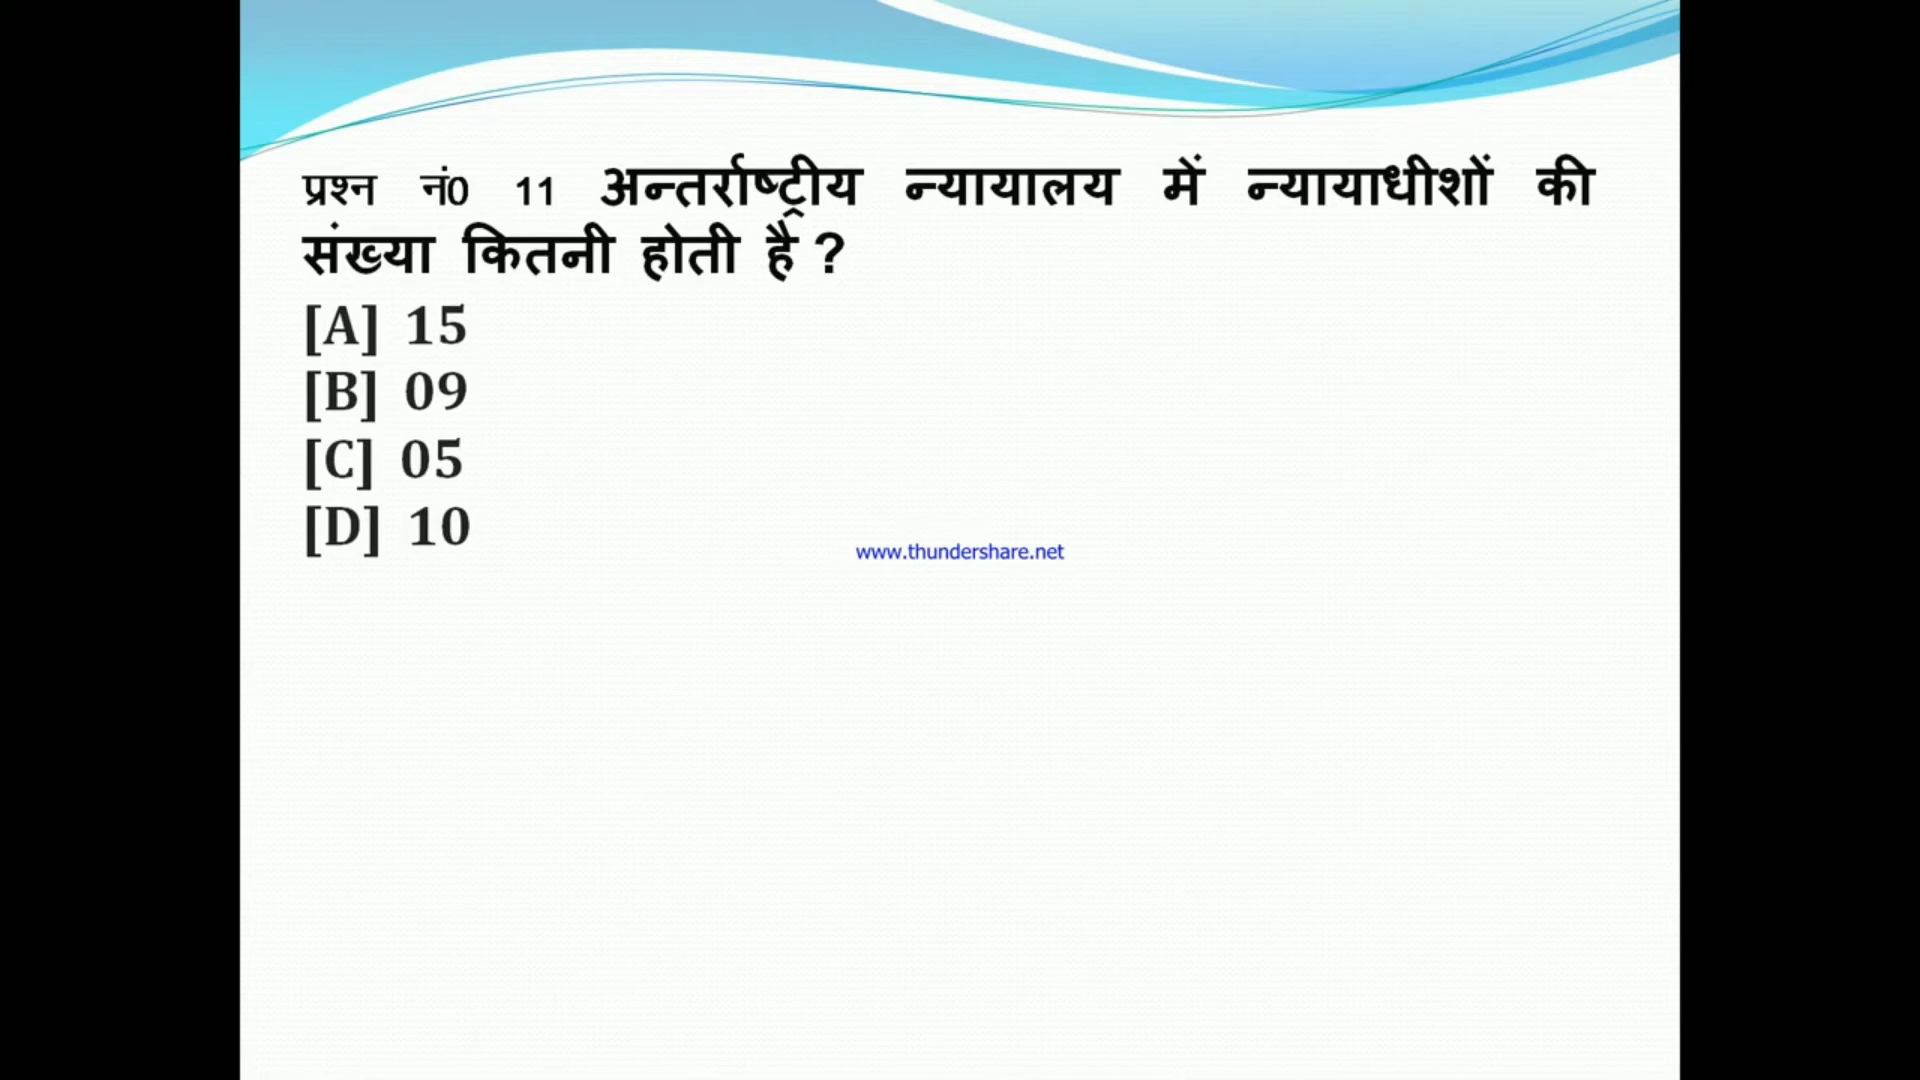 प्रश्न नं0 11 अन्तर्राष्ट्रीय न्यायालय में न्यायाधीशों की
संख्या कितनी होती है ?
[A] 15
[B] 09
[C] 05
[D] 10
www.thundershare.net